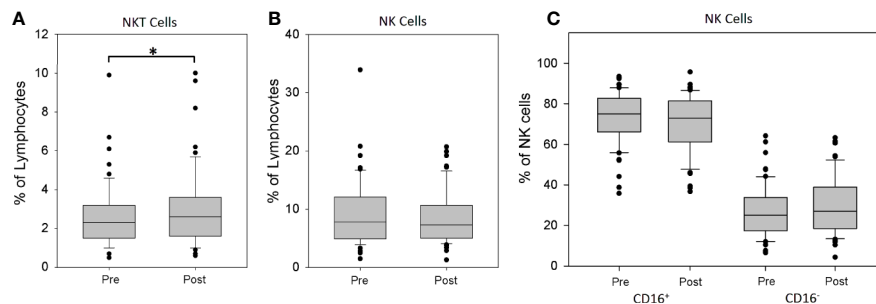 A
NKT Cells
% of Lymphocytes
12
10
8
6
4
2
0
*
Pre
Post
B
NK Cells
% of Lymphocytes
40
30
20
10
0
Pre
Post
C
NK Cells
% of NK cells
100
80
60
40
20
0
Pre
Post
Pre
Post
CD16⁺
CD16⁻